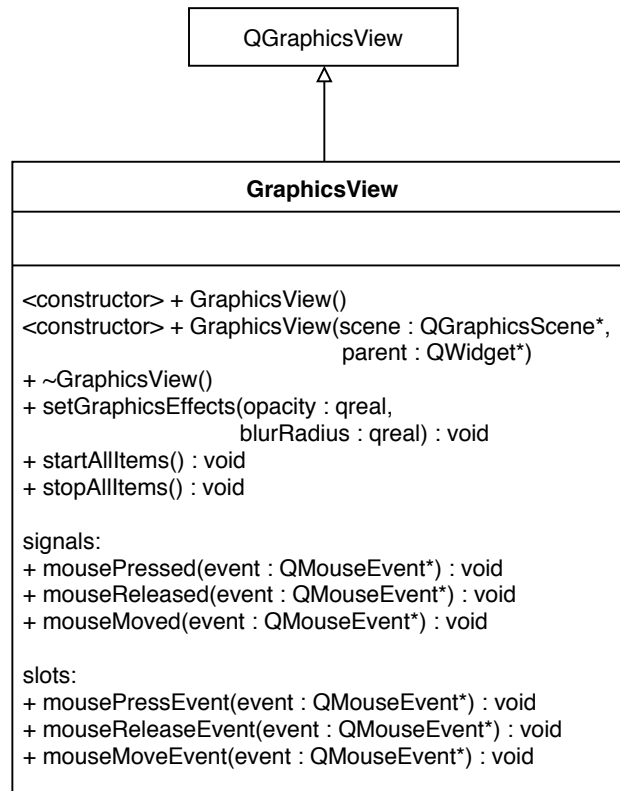 QGraphicsView
GraphicsView
<constructor> + GraphicsView()
<constructor> + GraphicsView(scene : QGraphicsScene*,
parent : QWidget*)
+ ~GraphicsView()
+ setGraphicsEffects(opacity : qreal,
blurRadius : qreal) : void
+ startAllItems() : void
+ stopAllItems() : void
signals:
+ mousePressed(event : QMouseEvent*) : void
+ mouseReleased(event : QMouseEvent*) : void
+ mouseMoved(event : QMouseEvent*) : void
slots:
+ mousePressEvent(event : QMouseEvent*) : void
+ mouseReleaseEvent(event : QMouseEvent*) : void
+ mouseMoveEvent(event : QMouseEvent*) : void